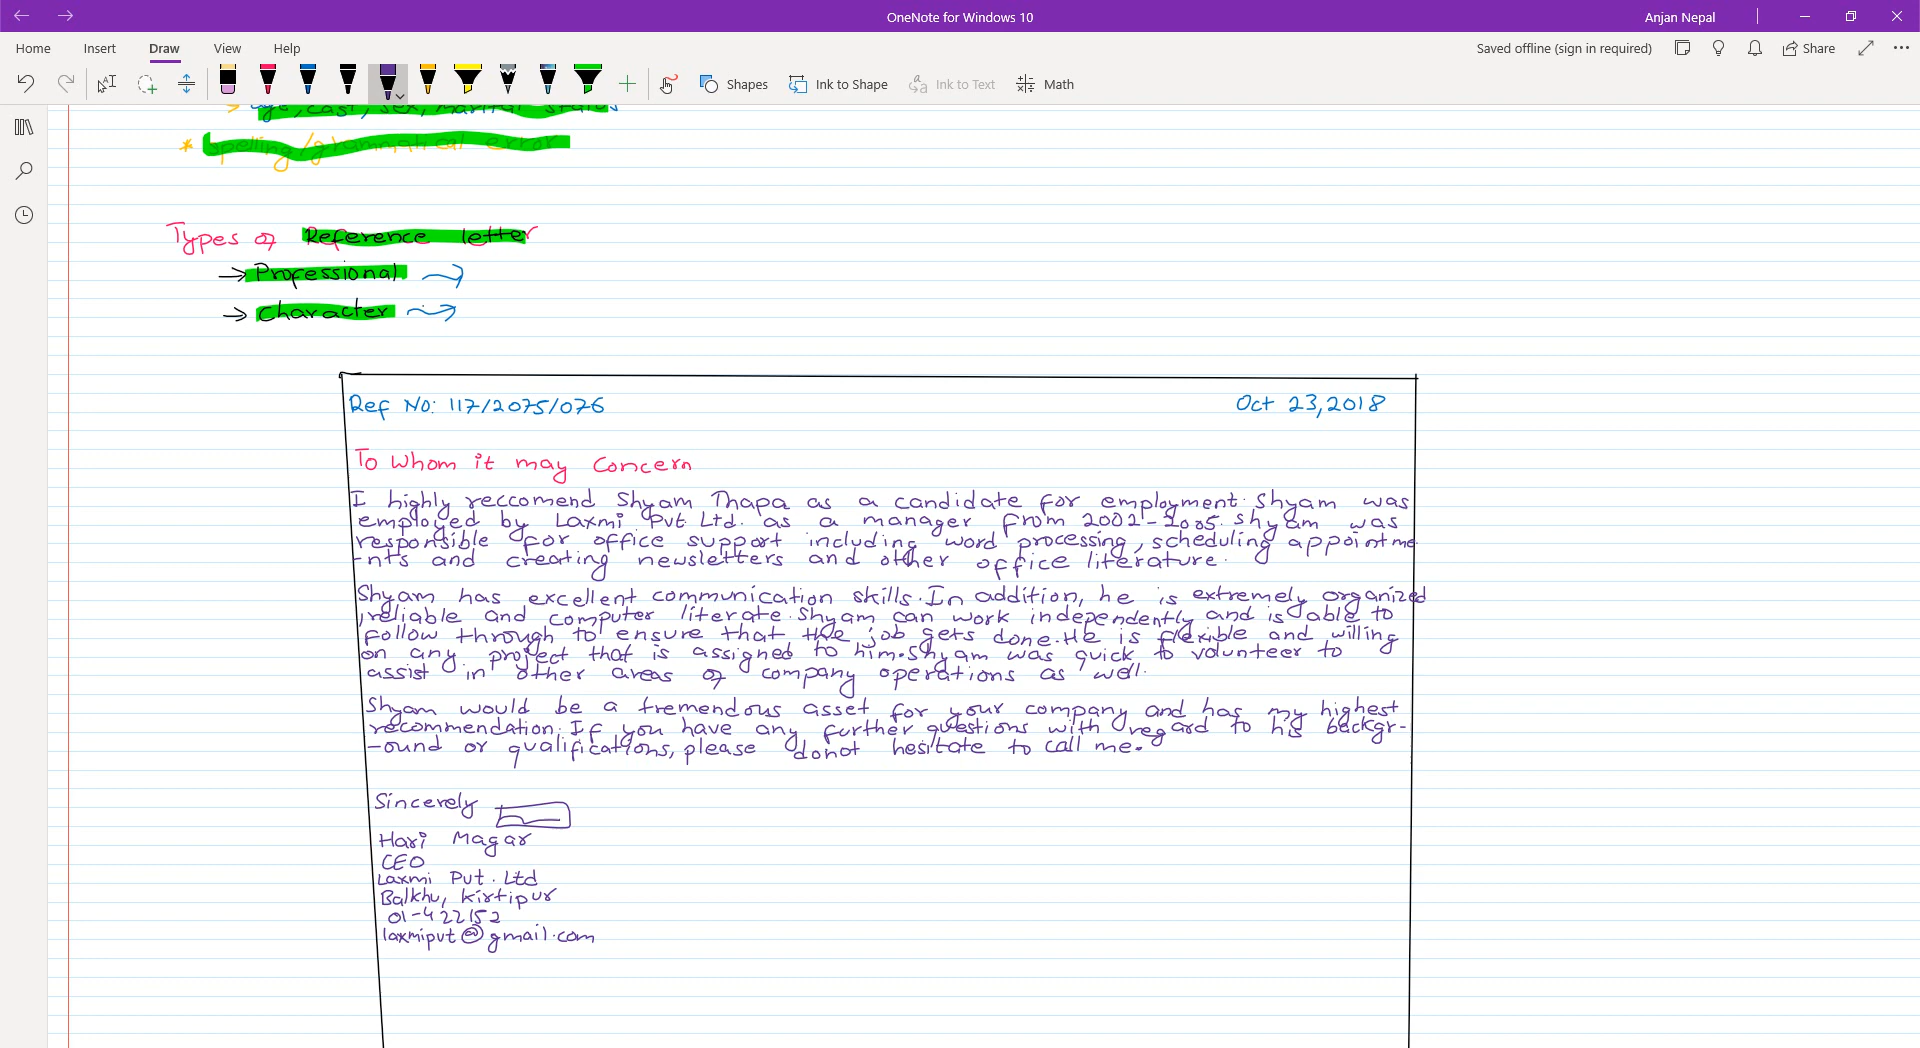 OneNote for Windows 10
Anjan Nepal
Home Insert Draw View Help
Saved offline (sign in required)
Share
Shapes
Ink to Shape
Ink to Text
Math
Age, cast, sex, marital status
* Spelling/grammatical error
Types of Reference letter
→ Professional
→ Character
Ref No: 117/2075/076
Oct 23, 2018
To Whom it may Concern
I highly reccomend Shyam Thapa as a candidate for employment. Shyam was
employed by Laxmi Pvt. Ltd. as a manager from 2002-2005. Shyam was
responsible for office support including word processing, scheduling appointme
-nts and creating newsletters and other office literature.
Shyam has excellent communication skills. In addition, he is extremely organized
, reliable and computer literate. Shyam can work independently and is able to
follow through to ensure that the job gets done. He is flexible and willing
on any project that is assigned to him. Shyam was quick to volunteer to
assist in other areas of company operations as well.
Shyam would be a tremendous asset for your company and has my highest
recommendation. If you have any further questions with regard to his backgr-
-ound or qualifications, please donot hesitate to call me.
Sincerely
Hari Magar
CEO
Laxmi Pvt. Ltd
Balkhu, Kirtipur
01-422152
laxmipvt@gmail.com